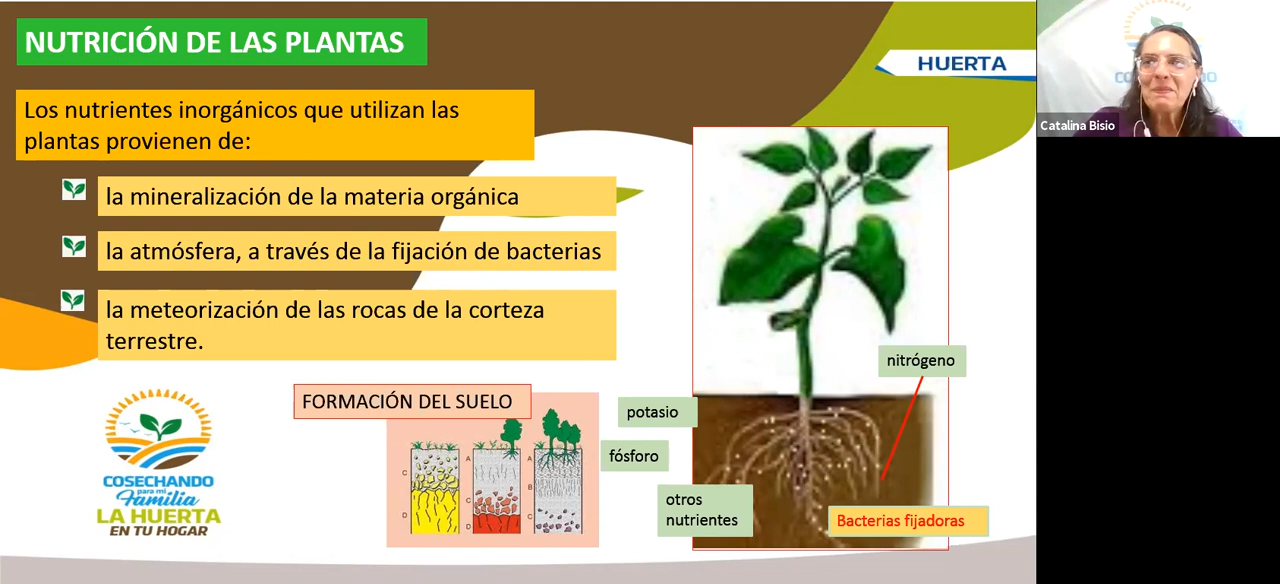 NUTRICIÓN DE LAS PLANTAS
HUERTA
Los nutrientes inorgánicos que utilizan las
plantas provienen de:
la mineralización de la materia orgánica
la atmósfera, a través de la fijación de bacterias
la meteorización de las rocas de la corteza
terrestre.
COSECHANDO
para mi
Familia
LA HUERTA
EN TU HOGAR
FORMACIÓN DEL SUELO
C
D
A
C
D
A
B
C
potasio
fósforo
otros
nutrientes
nitrógeno
Bacterias fijadoras
Catalina Bisio